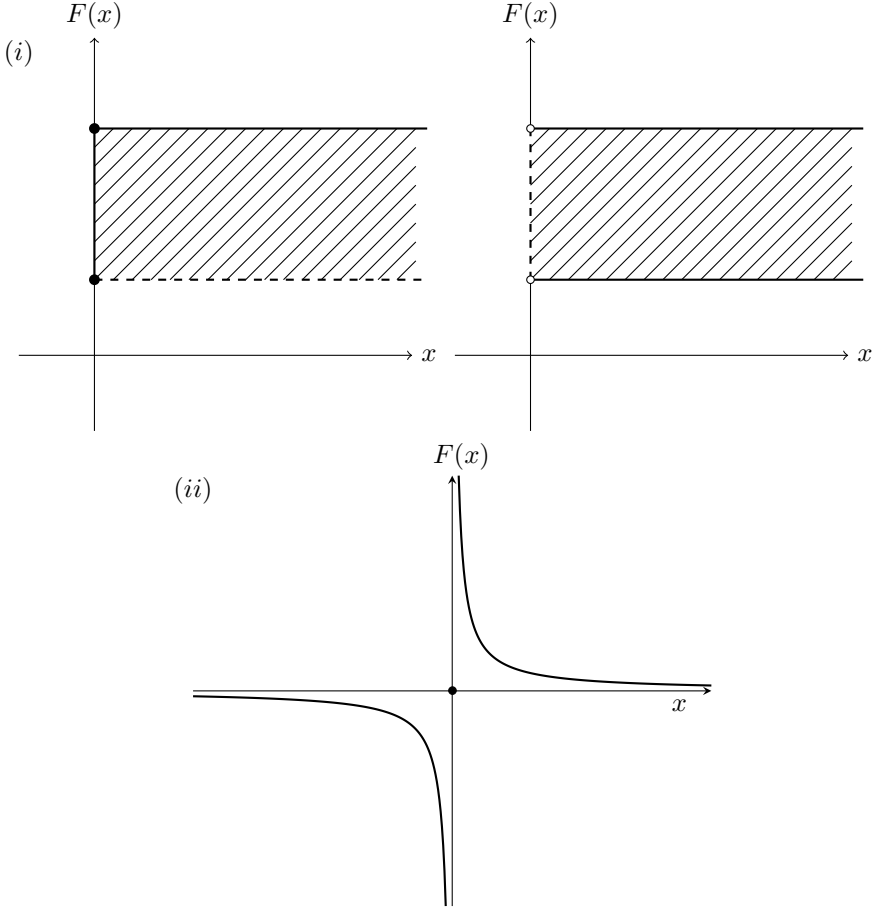 F(x) F(x)
(i)
x x
F(x)
(ii)
x